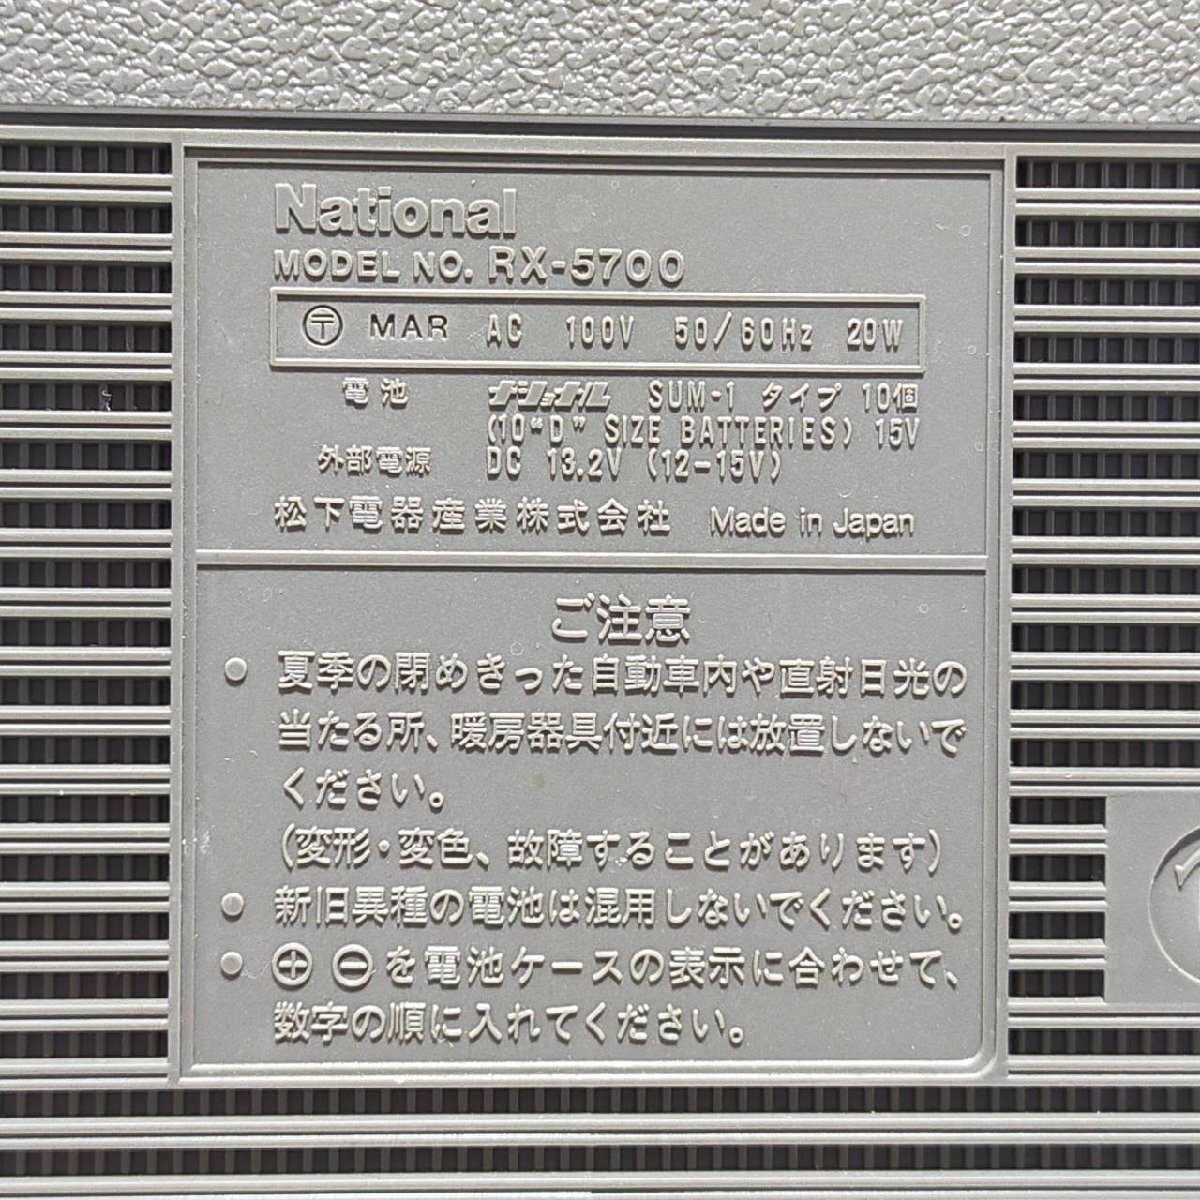 National
MODEL NO. RX-5700
〒 MAR AC 100V 50/60Hz 20W
電池 ナショナル SUM-1 タイプ 10個
(10 "D" SIZE BATTERIES) 15V
外部電源 DC 13.2V (12-15V)
松下電器産業株式会社 Made in Japan
ご注意
● 夏季の閉めきった自動車内や直射日光の
当たる所、暖房器具付近には放置しないで
ください。
(変形・変色、故障することがあります)
● 新旧異種の電池は混用しないでください。
● ⊕ ⊖を電池ケースの表示に合わせて、
数字の順に入れてください。